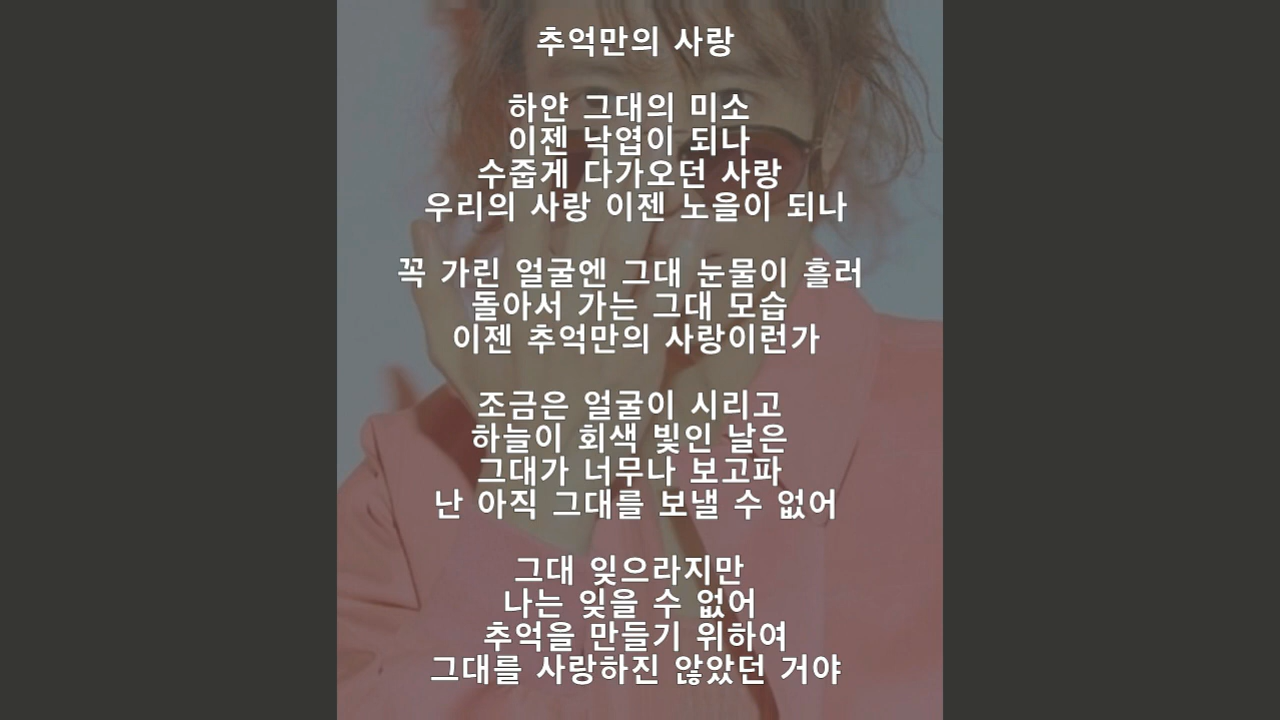 추억만의 사랑
하얀 그대의 미소
이젠 낙엽이 되나
수줍게 다가오던 사랑
우리의 사랑 이젠 노을이 되나
꼭 가린 얼굴엔 그대 눈물이 흘러
돌아서 가는 그대 모습
이젠 추억만의 사랑이런가
조금은 얼굴이 시리고
하늘이 회색 빛인 날은
그대가 너무나 보고파
난 아직 그대를 보낼 수 없어
그대 잊으라지만
나는 잊을 수 없어
추억을 만들기 위하여
그대를 사랑하진 않았던 거야